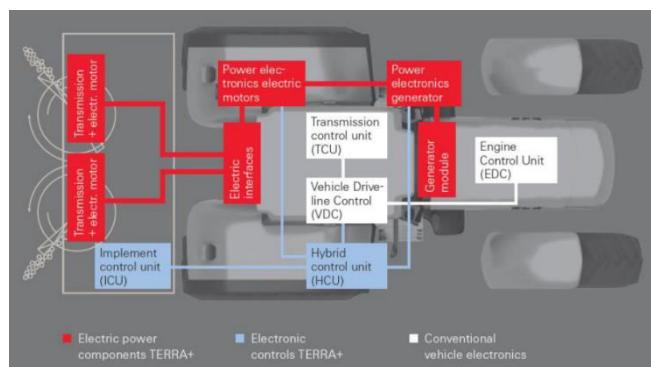 Power elec-
tronics electric
motors
Power
electronics
generator
Transmission
+ electr. motor
Transmission
control unit
(TCU)
Engine
Control Unit
(EDC)
Electric
interfaces
Generator
module
Transmission
+ electr. motor
Vehicle Drive-
line Control
(VDC)
Implement
control unit
(ICU)
Hybrid
control unit
(HCU)
Electric power
components TERRA+
Electronic
controls TERRA+
Conventional
vehicle electronics